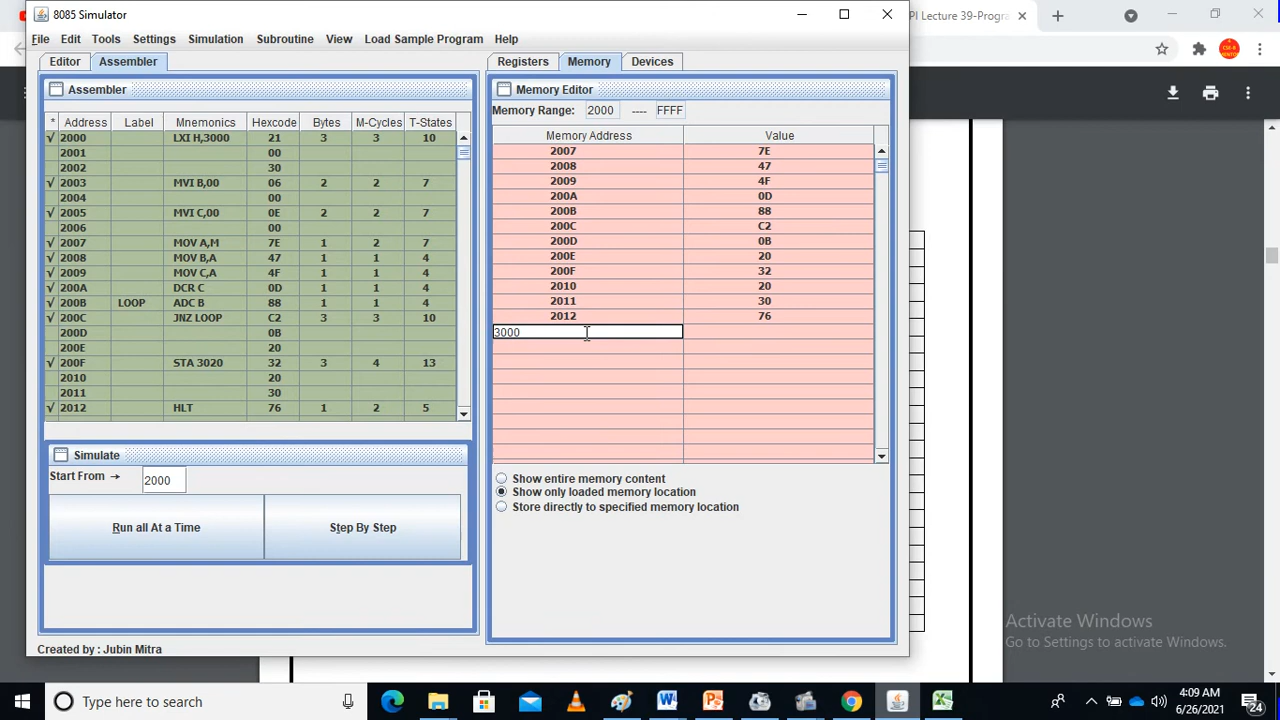 8085 Simulator
PI Lecture 39-Progra
File Edit Tools Settings Simulation Subroutine View Load Sample Program Help
Editor Assembler
Registers Memory Devices
Assembler
* Address Label Mnemonics Hexcode Bytes M-Cycles T-States
√ 2000 LXI H,3000 21 3 3 10
2001 00
2002 30
√ 2003 MVI B,00 06 2 2 7
2004 00
√ 2005 MVI C,00 0E 2 2 7
2006 00
√ 2007 MOV A,M 7E 1 2 7
√ 2008 MOV B,A 47 1 1 4
√ 2009 MOV C,A 4F 1 1 4
√ 200A DCR C 0D 1 1 4
√ 200B LOOP ADC B 88 1 1 4
√ 200C JNZ LOOP C2 3 3 10
200D 0B
200E 20
√ 200F STA 3020 32 3 4 13
2010 20
2011 30
√ 2012 HLT 76 1 2 5
Simulate
Start From → 2000
Run all At a Time Step By Step
Created by : Jubin Mitra
Memory Editor
Memory Range: 2000 ---- FFFF
Memory Address Value
2007 7E
2008 47
2009 4F
200A 0D
200B 88
200C C2
200D 0B
200E 20
200F 32
2010 20
2011 30
2012 76
3000
Show entire memory content
Show only loaded memory location
Store directly to specified memory location
Activate Windows
Go to Settings to activate Windows.
Type here to search
4:09 AM
6/26/2021
24